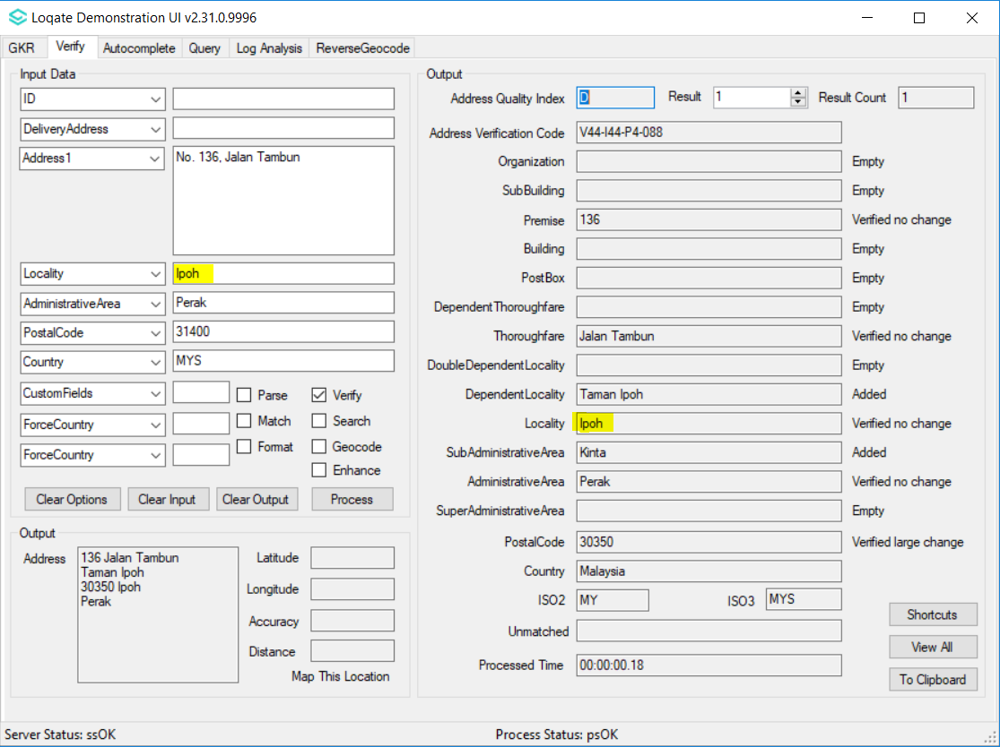 Loqate Demonstration UI v2.31.0.9996
GKR Verify Autocomplete Query Log Analysis ReverseGeocode
Input Data
ID
DeliveryAddress
Address1 No. 136, Jalan Tambun
Locality Ipoh
AdministrativeArea Perak
PostalCode 31400
Country MYS
CustomFields Parse Verify
ForceCountry Match Search
ForceCountry Format Geocode
Enhance
Clear Options Clear Input Clear Output Process
Output
Address 136 Jalan Tambun
Taman Ipoh
30350 Ipoh
Perak
Latitude
Longitude
Accuracy
Distance
Map This Location
Output
Address Quality Index D Result 1 Result Count 1
Address Verification Code V44-I44-P4-088
Organization Empty
SubBuilding Empty
Premise 136 Verified no change
Building Empty
PostBox Empty
DependentThoroughfare Empty
Thoroughfare Jalan Tambun Verified no change
DoubleDependentLocality Empty
DependentLocality Taman Ipoh Added
Locality Ipoh Verified no change
SubAdministrativeArea Kinta Added
AdministrativeArea Perak Verified no change
SuperAdministrativeArea Empty
PostalCode 30350 Verified large change
Country Malaysia
ISO2 MY ISO3 MYS
Unmatched
Processed Time 00:00:00.18
Shortcuts
View All
To Clipboard
Server Status: ssOK Process Status: psOK